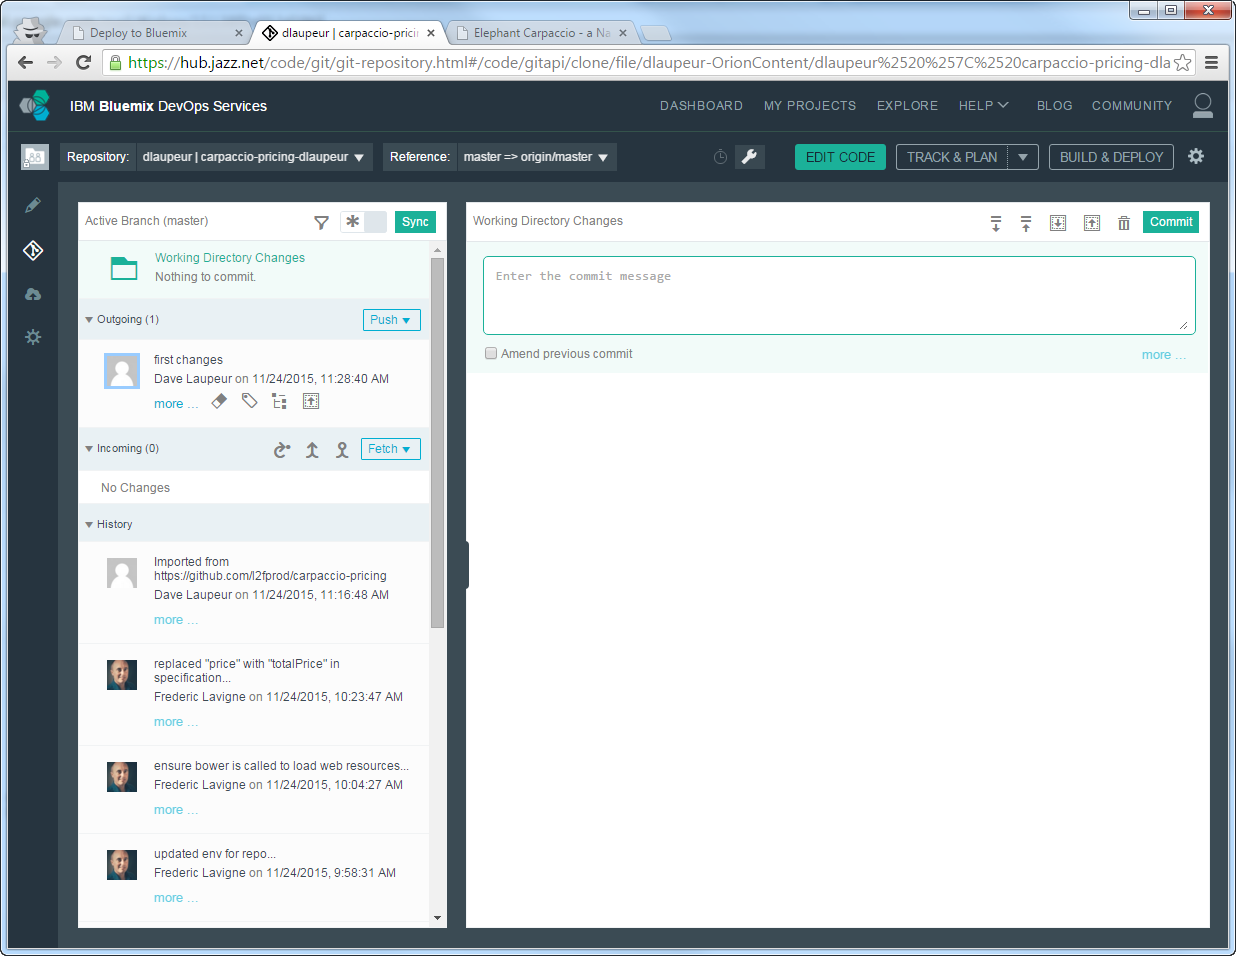 Deploy to Bluemix
dlaupeur | carpaccio-pricin
Elephant Carpaccio - a Na
https://hub.jazz.net/code/git/git-repository.html#/code/gitapi/clone/file/dlaupeur-OrionContent/dlaupeur%2520%257C%2520carpaccio-pricing-dla
IBM Bluemix DevOps Services
DASHBOARD
MY PROJECTS
EXPLORE
HELP
BLOG
COMMUNITY
Repository:
dlaupeur | carpaccio-pricing-dlaupeur
Reference:
master => origin/master
EDIT CODE
TRACK & PLAN
BUILD & DEPLOY
Active Branch (master)
Sync
Working Directory Changes
Nothing to commit.
Outgoing (1)
Push
first changes
Dave Laupeur on 11/24/2015, 11:28:40 AM
more ...
Incoming (0)
Fetch
No Changes
History
Imported from
https://github.com/l2fprod/carpaccio-pricing
Dave Laupeur on 11/24/2015, 11:16:48 AM
more ...
replaced "price" with "totalPrice" in
specification...
Frederic Lavigne on 11/24/2015, 10:23:47 AM
more ...
ensure bower is called to load web resources...
Frederic Lavigne on 11/24/2015, 10:04:27 AM
more ...
updated env for repo...
Frederic Lavigne on 11/24/2015, 9:58:31 AM
more ...
Working Directory Changes
Commit
Enter the commit message
Amend previous commit
more ...